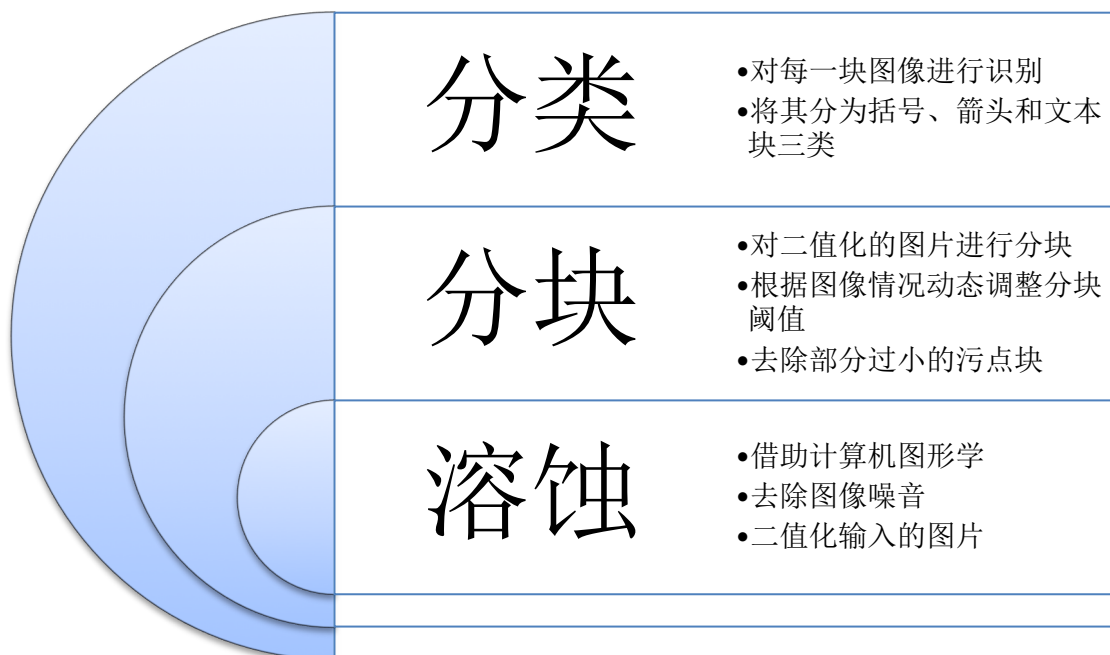 分类
•对每一块图像进行识别
•将其分为括号、箭头和文本
块三类
分块
•对二值化的图片进行分块
•根据图像情况动态调整分块
阈值
•去除部分过小的污点块
溶蚀
•借助计算机图形学
•去除图像噪音
•二值化输入的图片